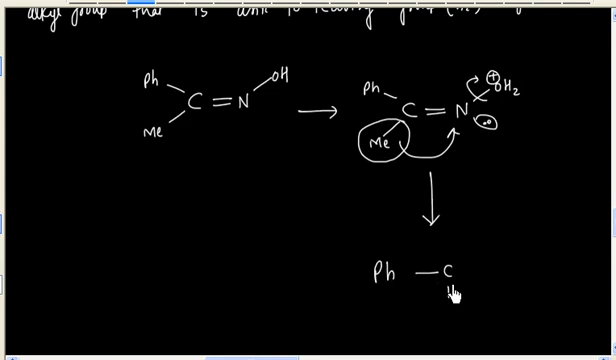 alkyl group that is anti to leaving group
Ph
C = N - OH
Me
Ph
C = N - OH2 ⊕
Me
Ph — C